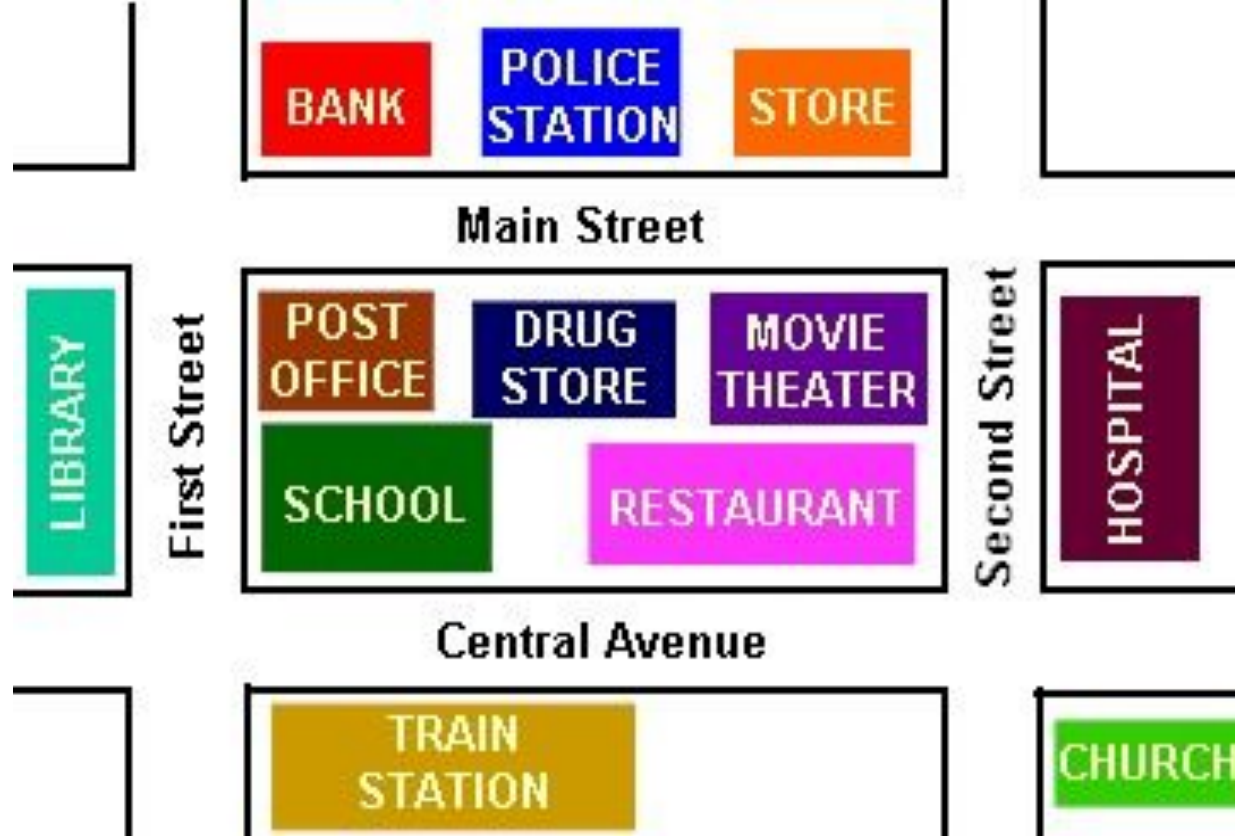 BANK
POLICE
STATION
STORE
Main Street
POST
OFFICE
DRUG
STORE
MOVIE
THEATER
LIBRARY
First Street
SCHOOL
RESTAURANT
Second Street
HOSPITAL
Central Avenue
TRAIN
STATION
CHURCH